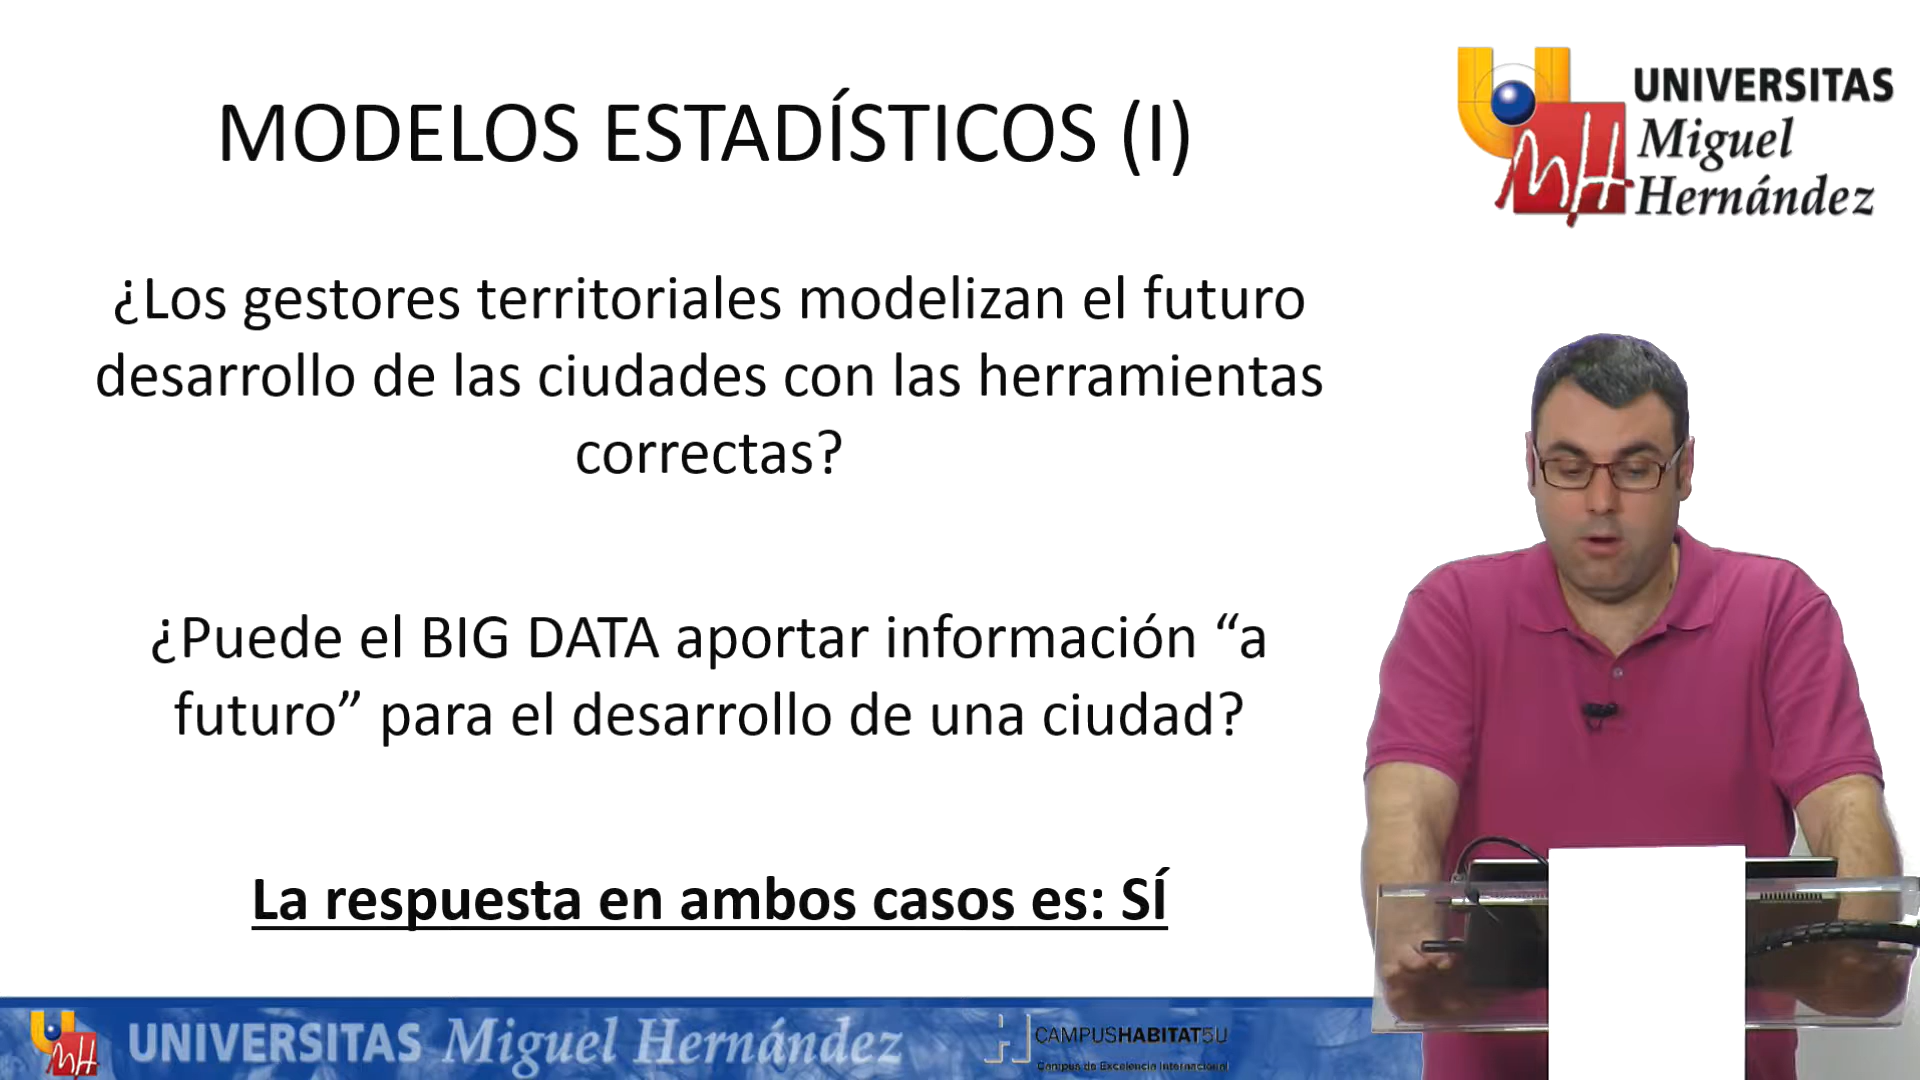 MODELOS ESTADÍSTICOS (I)
UNIVERSITAS
Miguel
Hernández
¿Los gestores territoriales modelizan el futuro
desarrollo de las ciudades con las herramientas
correctas?
¿Puede el BIG DATA aportar información “a
futuro” para el desarrollo de una ciudad?
La respuesta en ambos casos es: SÍ
UNIVERSITAS Miguel Hernández
CAMPUSHABITAT5U
Campus de Excelencia Internacional